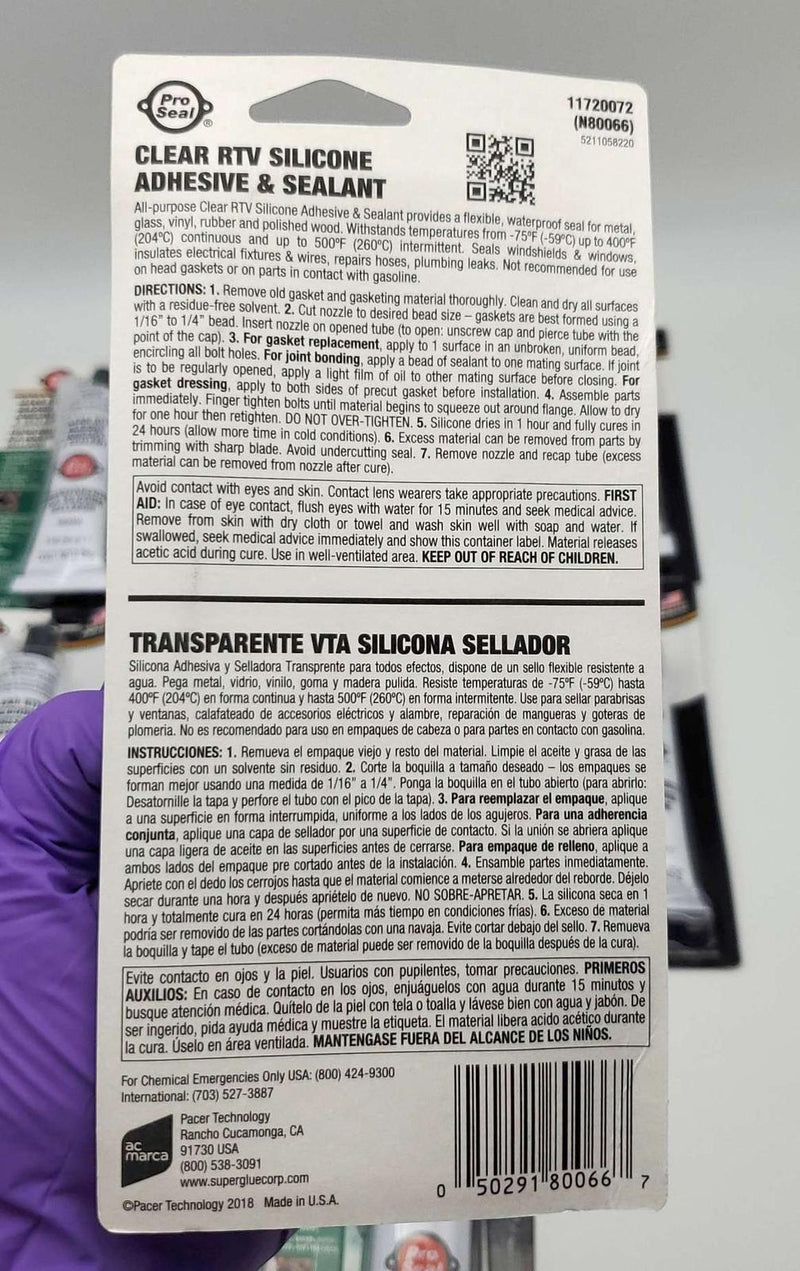 Pro
Seal®
11720072
(N80066)
5211058220
CLEAR RTV SILICONE
ADHESIVE & SEALANT
All-purpose Clear RTV Silicone Adhesive & Sealant provides a flexible, waterproof seal for metal,
glass, vinyl, rubber and polished wood. Withstands temperatures from -75ºF (-59ºC) up to 400ºF
(204ºC) continuous and up to 500ºF (260ºC) intermittent. Seals windshields & windows,
insulates electrical fixtures & wires, repairs hoses, plumbing leaks. Not recommended for use
on head gaskets or on parts in contact with gasoline.
DIRECTIONS: 1. Remove old gasket and gasketing material thoroughly. Clean and dry all surfaces
with a residue-free solvent. 2. Cut nozzle to desired bead size – gaskets are best formed using a
1/16" to 1/4" bead. Insert nozzle on opened tube (to open: unscrew cap and pierce tube with the
point of the cap). 3. For gasket replacement, apply to 1 surface in an unbroken, uniform bead,
encircling all bolt holes. For joint bonding, apply a bead of sealant to one mating surface. If joint
is to be regularly opened, apply a light film of oil to other mating surface before closing. For
gasket dressing, apply to both sides of precut gasket before installation. 4. Assemble parts
immediately. Finger tighten bolts until material begins to squeeze out around flange. Allow to dry
for one hour then retighten. DO NOT OVER-TIGHTEN. 5. Silicone dries in 1 hour and fully cures in
24 hours (allow more time in cold conditions). 6. Excess material can be removed from parts by
trimming with sharp blade. Avoid undercutting seal. 7. Remove nozzle and recap tube (excess
material can be removed from nozzle after cure).
Avoid contact with eyes and skin. Contact lens wearers take appropriate precautions. FIRST
AID: In case of eye contact, flush eyes with water for 15 minutes and seek medical advice.
Remove from skin with dry cloth or towel and wash skin well with soap and water. If
swallowed, seek medical advice immediately and show this container label. Material releases
acetic acid during cure. Use in well-ventilated area. KEEP OUT OF REACH OF CHILDREN.
TRANSPARENTE VTA SILICONA SELLADOR
Silicona Adhesiva y Selladora Transprente para todos efectos, dispone de un sello flexible resistente a
agua. Pega metal, vidrio, vinilo, goma y madera pulida. Resiste temperaturas de -75ºF (-59ºC) hasta
400ºF (204ºC) en forma continua y hasta 500ºF (260ºC) en forma intermitente. Use para sellar parabrisas
y ventanas, calafateado de accesorios eléctricos y alambre, reparación de mangueras y goteras de
plomería. No es recomendado para uso en empaques de cabeza o para partes en contacto con gasolina.
INSTRUCCIONES: 1. Remueva el empaque viejo y resto del material. Limpie el aceite y grasa de las
superficies con un solvente sin residuo. 2. Corte la boquilla a tamaño deseado – los empaques se
forman mejor usando una medida de 1/16" a 1/4". Ponga la boquilla en el tubo abierto (para abrirlo:
Desatornille la tapa y perfore el tubo con el pico de la tapa). 3. Para reemplazar el empaque, aplique
a una superficie en forma interrumpida, uniforme a los lados de los agujeros. Para una adherencia
conjunta, aplique una capa de sellador por una superficie de contacto. Si la unión se abriera aplique
una capa ligera de aceite en las superficies antes de cerrarse. Para empaque de relleno, aplique a
ambos lados del empaque pre cortado antes de la instalación. 4. Ensamble partes inmediatamente.
Apriete con el dedo los cerrojos hasta que el material comience a meterse alrededor del reborde. Déjelo
secar durante una hora y después apriételo de nuevo. NO SOBRE-APRETAR. 5. La silicona seca en 1
hora y totalmente cura en 24 horas (permita más tiempo en condiciones frías). 6. Exceso de material
podría ser removido de las partes cortándolas con una navaja. Evite cortar debajo del sello. 7. Remueva
la boquilla y tape el tubo (exceso de material puede ser removido de la boquilla después de la cura).
Evite contacto en ojos y la piel. Usuarios con pupilentes, tomar precauciones. PRIMEROS
AUXILIOS: En caso de contacto en los ojos, enjuáguelos con agua durante 15 minutos y
busque atención médica. Quítelo de la piel con tela o toalla y lávese bien con agua y jabón. De
ser ingerido, pida ayuda médica y muestre la etiqueta. El material libera acido acético durante
la cura. Úselo en área ventilada. MANTENGASE FUERA DEL ALCANCE DE LOS NIÑOS.
For Chemical Emergencies Only USA: (800) 424-9300
International: (703) 527-3887
ac
marca
Pacer Technology
Rancho Cucamonga, CA
91730 USA
(800) 538-3091
www.supergluecorp.com
©Pacer Technology 2018 Made in U.S.A.
0 50291 80066 7
Pro
Seal